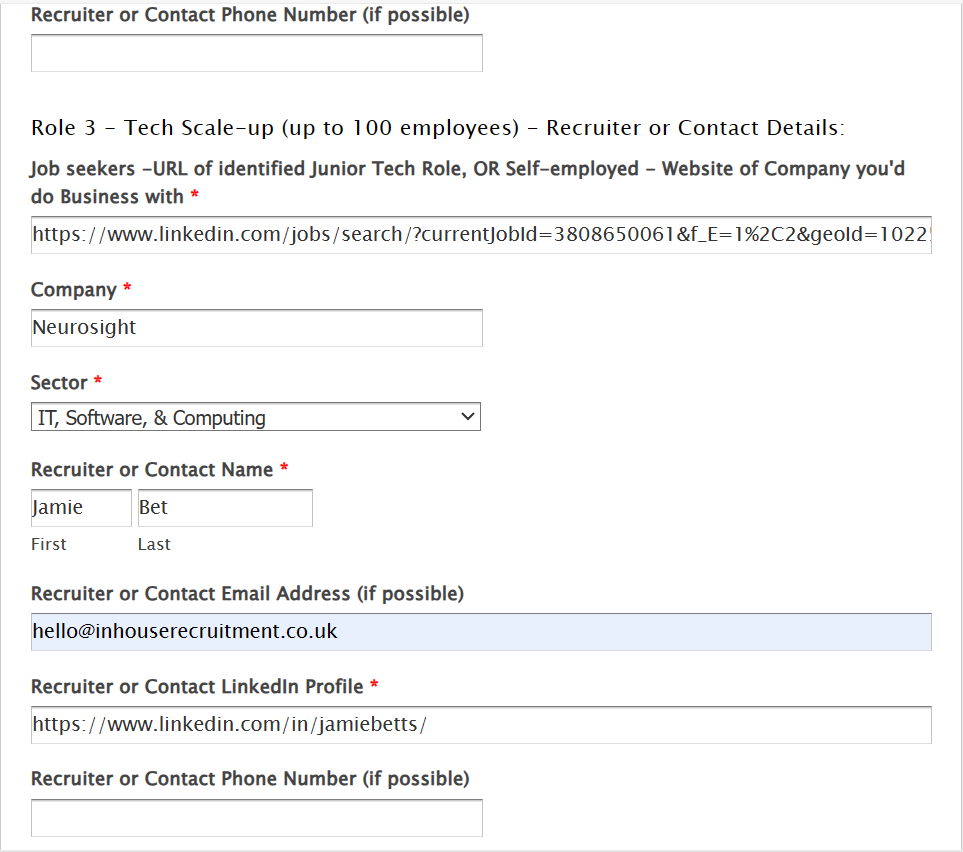 Recruiter or Contact Phone Number (if possible)
Role 3 - Tech Scale-up (up to 100 employees) - Recruiter or Contact Details:
Job seekers -URL of identified Junior Tech Role, OR Self-employed - Website of Company you'd
do Business with *
https://www.linkedin.com/jobs/search/?currentJobId=3808650061&f_E=1%2C2&geoId=1022
Company *
Neurosight
Sector *
IT, Software, & Computing
Recruiter or Contact Name *
Jamie Bet
First Last
Recruiter or Contact Email Address (if possible)
hello@inhouserecruitment.co.uk
Recruiter or Contact LinkedIn Profile *
https://www.linkedin.com/in/jamiebetts/
Recruiter or Contact Phone Number (if possible)